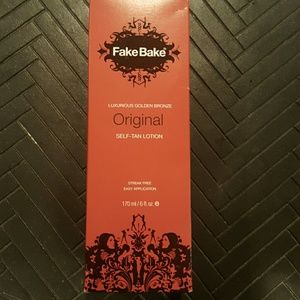 FakeBake®
LUXURIOUS GOLDEN BRONZE
Original
SELF-TAN LOTION
STREAK FREE
EASY APPLICATION
170 ml / 6 fl. oz. e